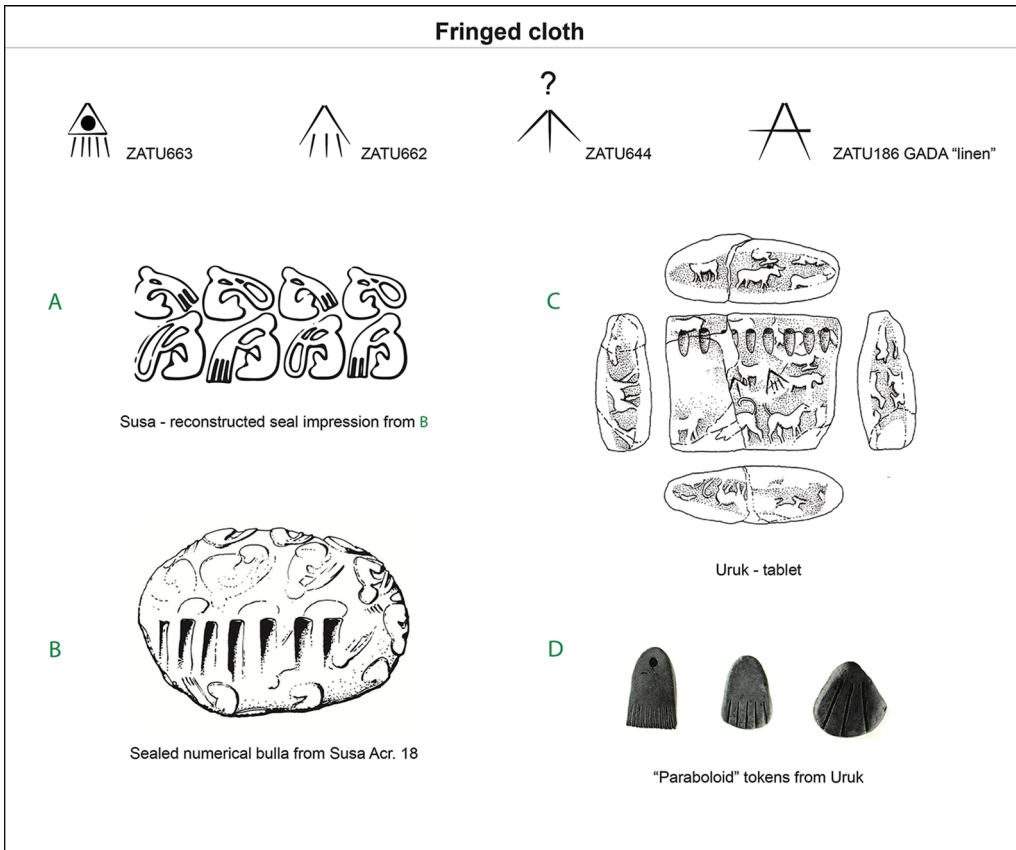 Fringed cloth
?
ZATU663
ZATU662
ZATU644
ZATU186 GADA “linen”
A
C
Susa - reconstructed seal impression from B
Uruk - tablet
B
D
Sealed numerical bulla from Susa Acr. 18
“Paraboloid” tokens from Uruk